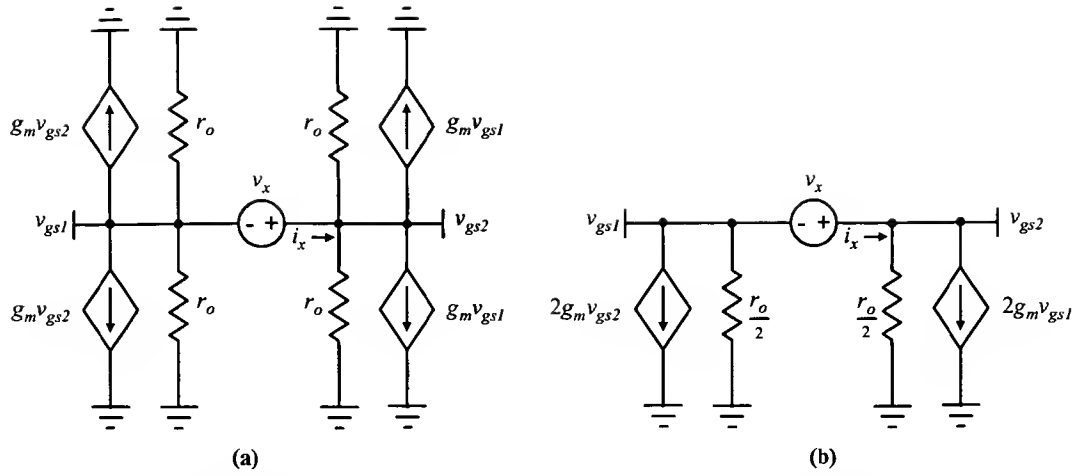 g_m v_gs2
r_o
r_o
g_m v_gs1
v_x
- +
v_gs1
i_x
v_gs2
g_m v_gs2
r_o
r_o
g_m v_gs1
(a)
v_x
- +
v_gs1
i_x
v_gs2
2g_m v_gs2
r_o
2
r_o
2
2g_m v_gs1
(b)